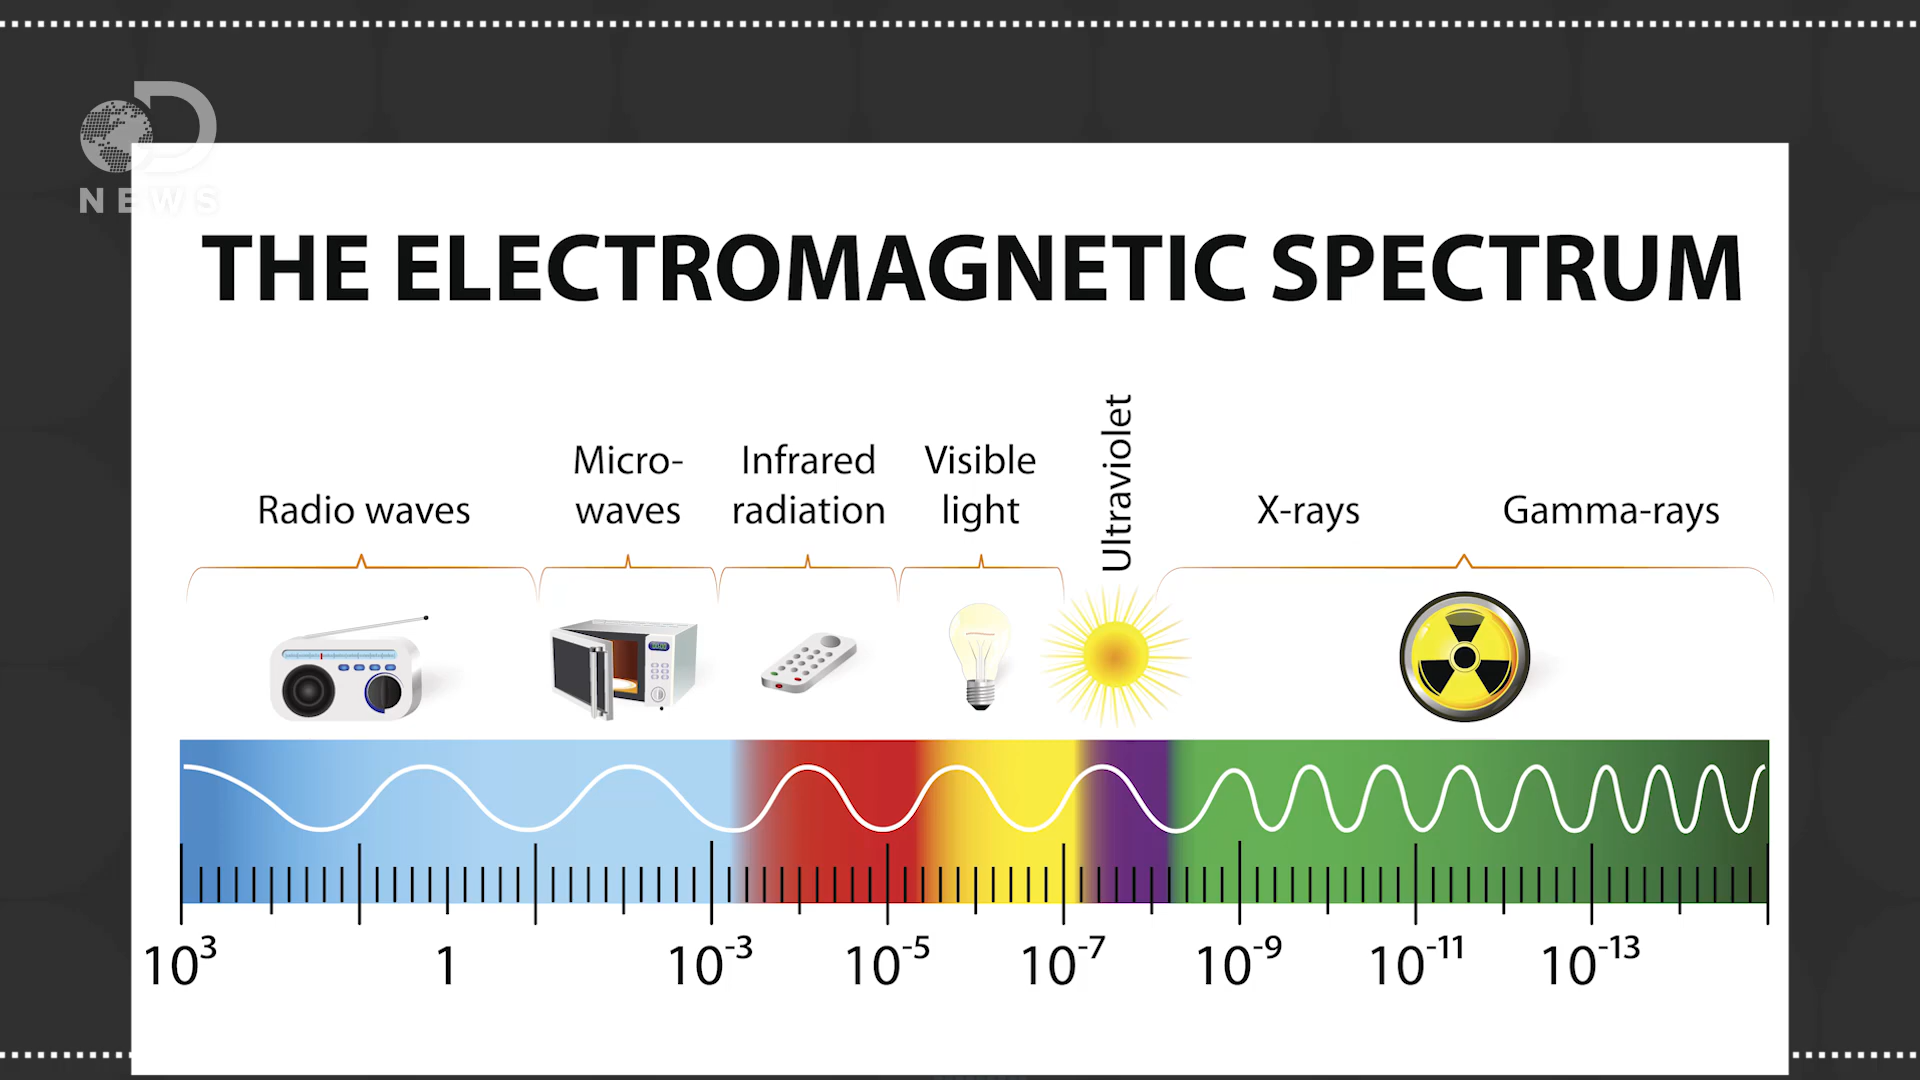 NEWS
THE ELECTROMAGNETIC SPECTRUM
Radio waves
Micro-
waves
Infrared
radiation
Visible
light
Ultraviolet
X-rays
Gamma-rays
10³ 1 10⁻³ 10⁻⁵ 10⁻⁷ 10⁻⁹ 10⁻¹¹ 10⁻¹³